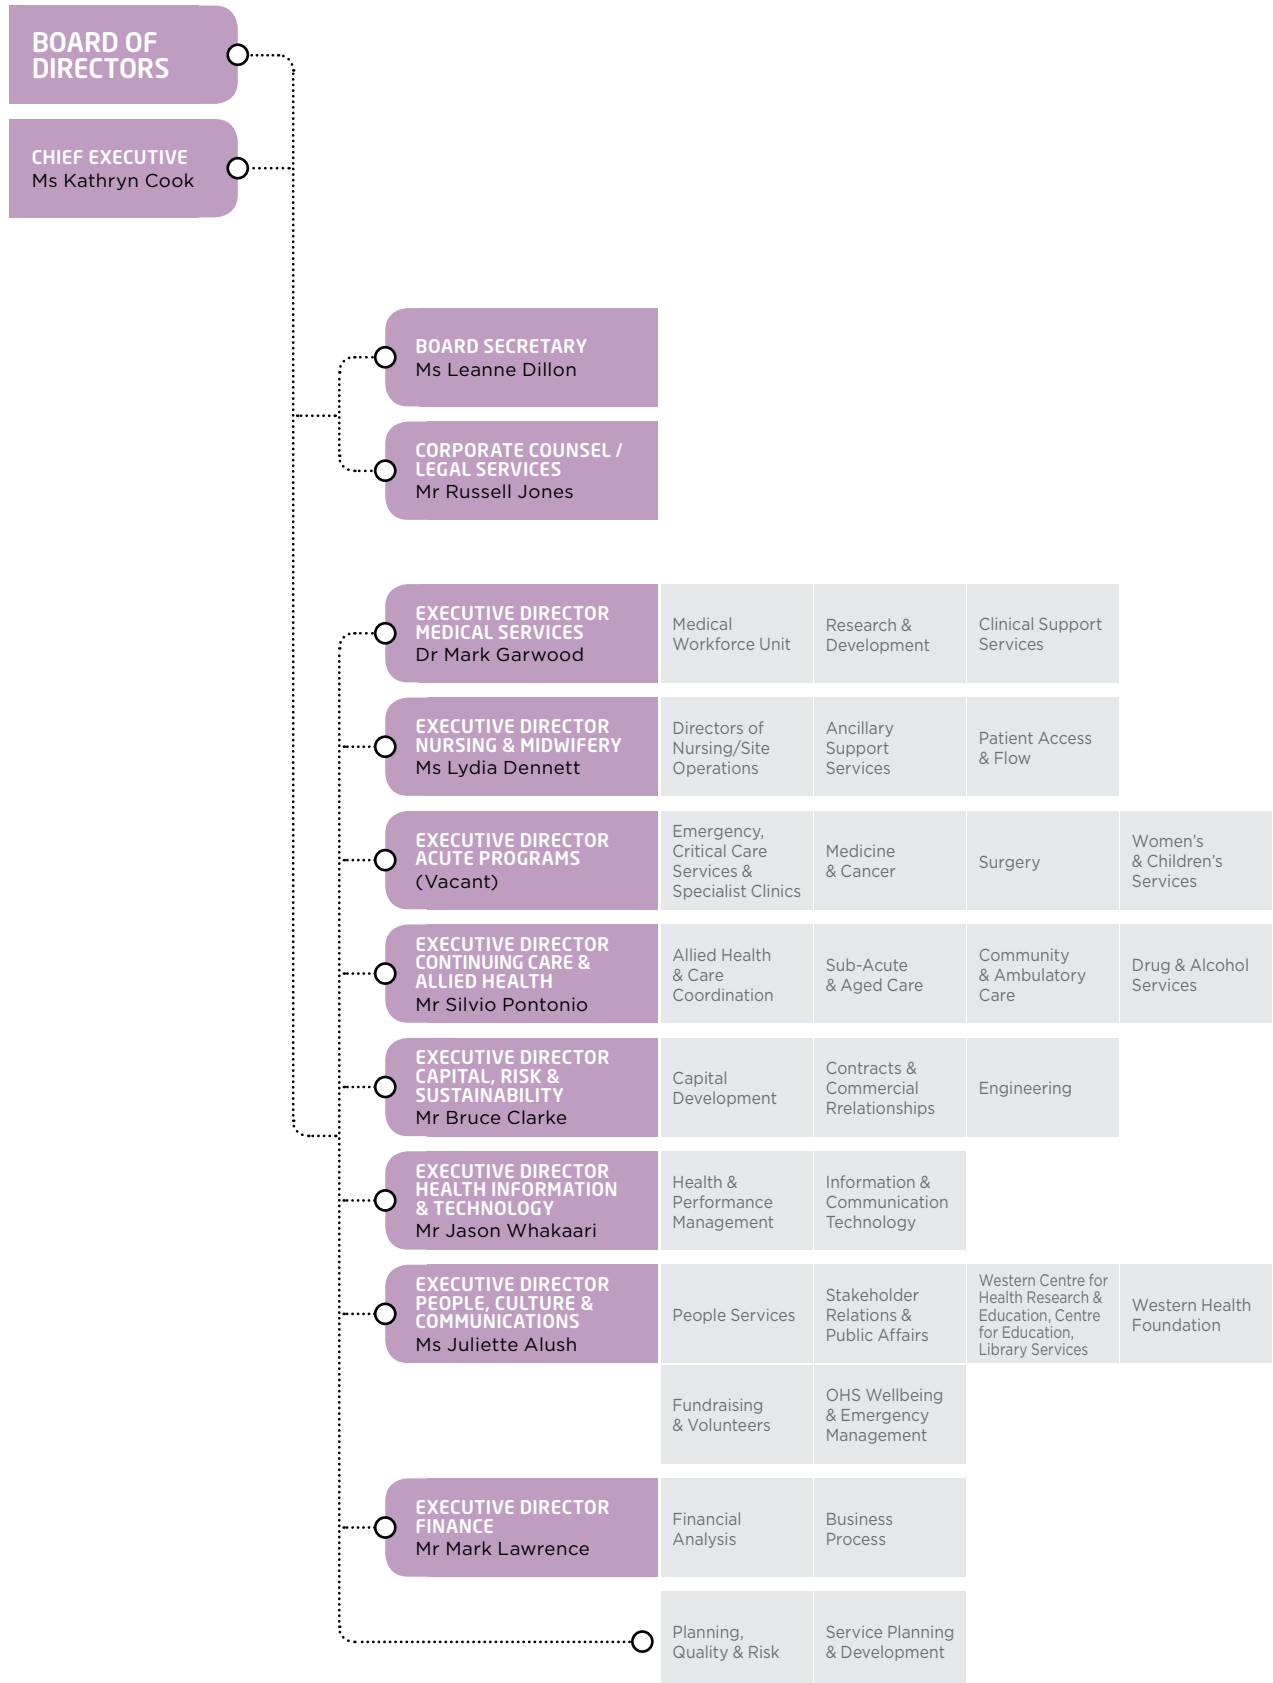 BOARD OF
DIRECTORS
CHIEF EXECUTIVE
Ms Kathryn Cook
BOARD SECRETARY
Ms Leanne Dillon
CORPORATE COUNSEL /
LEGAL SERVICES
Mr Russell Jones
EXECUTIVE DIRECTOR
MEDICAL SERVICES
Dr Mark Garwood
Medical
Workforce Unit
Research &
Development
Clinical Support
Services
EXECUTIVE DIRECTOR
NURSING & MIDWIFERY
Ms Lydia Dennett
Directors of
Nursing/Site
Operations
Ancillary
Support
Services
Patient Access
& Flow
EXECUTIVE DIRECTOR
ACUTE PROGRAMS
(Vacant)
Emergency,
Critical Care
Services &
Specialist Clinics
Medicine
& Cancer
Surgery
Women's
& Children's
Services
EXECUTIVE DIRECTOR
CONTINUING CARE &
ALLIED HEALTH
Mr Silvio Pontonio
Allied Health
& Care
Coordination
Sub-Acute
& Aged Care
Community
& Ambulatory
Care
Drug & Alcohol
Services
EXECUTIVE DIRECTOR
CAPITAL, RISK &
SUSTAINABILITY
Mr Bruce Clarke
Capital
Development
Contracts &
Commercial
Rrelationships
Engineering
EXECUTIVE DIRECTOR
HEALTH INFORMATION
& TECHNOLOGY
Mr Jason Whakaari
Health &
Performance
Management
Information &
Communication
Technology
EXECUTIVE DIRECTOR
PEOPLE, CULTURE &
COMMUNICATIONS
Ms Juliette Alush
People Services
Stakeholder
Relations &
Public Affairs
Western Centre for
Health Research &
Education, Centre
for Education,
Library Services
Western Health
Foundation
Fundraising
& Volunteers
OHS Wellbeing
& Emergency
Management
EXECUTIVE DIRECTOR
FINANCE
Mr Mark Lawrence
Financial
Analysis
Business
Process
Planning,
Quality & Risk
Service Planning
& Development